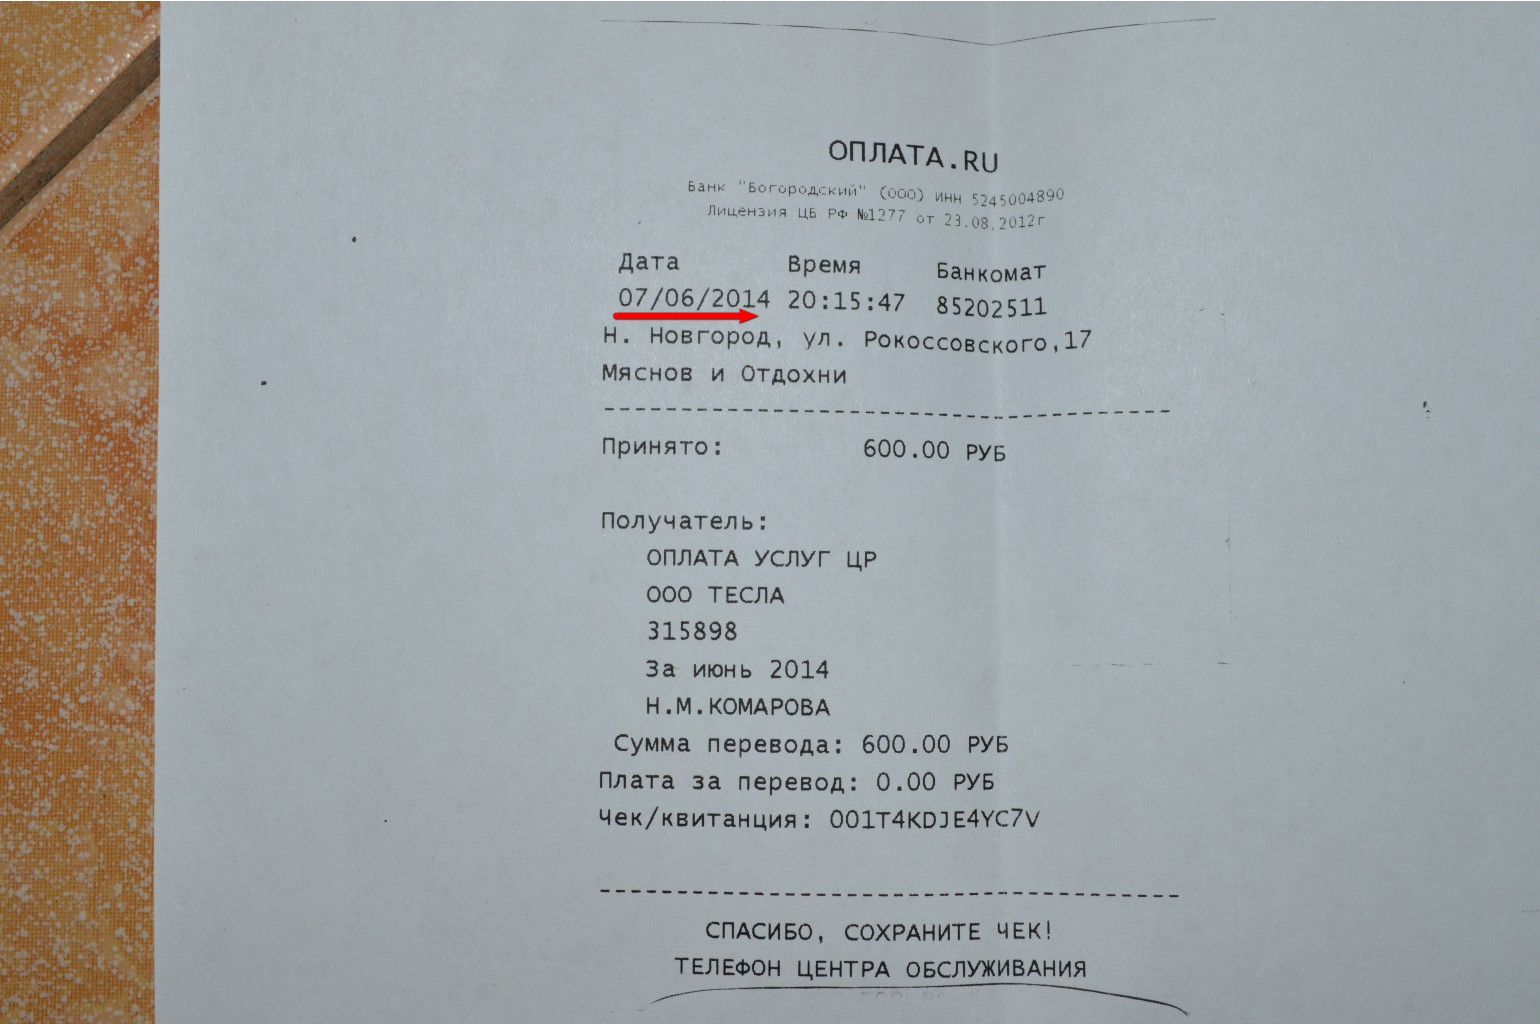 ОПЛАТА.RU
Банк "Богородский" (ООО) ИНН 5245004890
Лицензия ЦБ РФ №1277 от 23.08.2012г
Дата Время Банкомат
07/06/2014 20:15:47 85202511
Н. Новгород, ул. Рокоссовского,17
Мяснов и Отдохни
Принято: 600.00 РУБ
Получатель:
ОПЛАТА УСЛУГ ЦР
ООО ТЕСЛА
315898
За июнь 2014
Н.М.КОМАРОВА
Сумма перевода: 600.00 РУБ
Плата за перевод: 0.00 РУБ
Чек/квитанция: 001T4KDJE4YC7V
СПАСИБО, СОХРАНИТЕ ЧЕК!
ТЕЛЕФОН ЦЕНТРА ОБСЛУЖИВАНИЯ